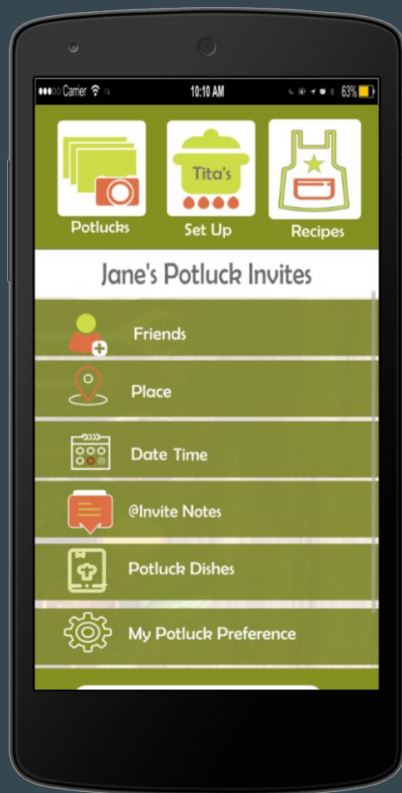 Carrier
10:10 AM
63%
Tita's
Potlucks
Set Up
Recipes
Jane's Potluck Invites
Friends
Place
Date Time
@Invite Notes
Potluck Dishes
My Potluck Preference